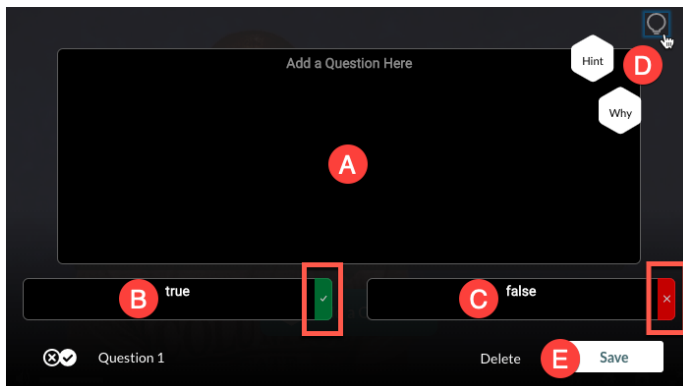 Add a Question Here
Hint
D
Why
A
B
true
C
false
Question 1
Delete
E
Save